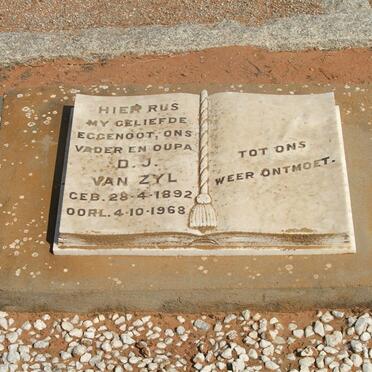 HIER RUS
MY GELIEFDE
EGGENOOT, ONS
VADER EN OUPA
D. J.
VAN ZYL
GEB. 28-4-1892
OORL. 4-10-1968
TOT ONS
WEER ONTMOET.